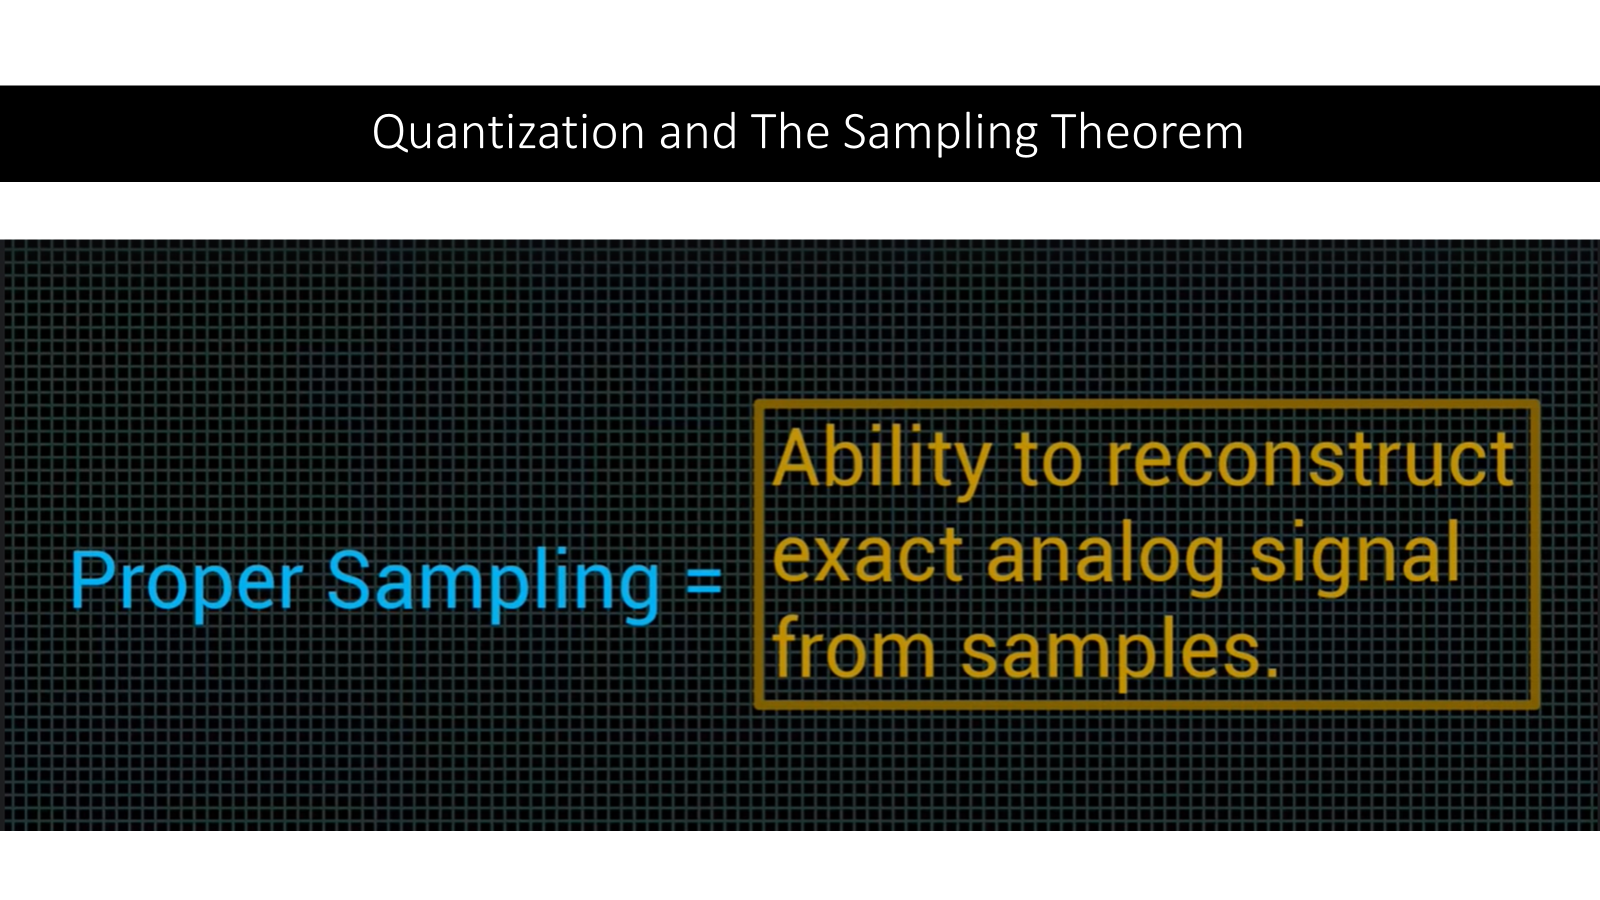 Quantization and The Sampling Theorem
Proper Sampling =
Ability to reconstruct
exact analog signal
from samples.